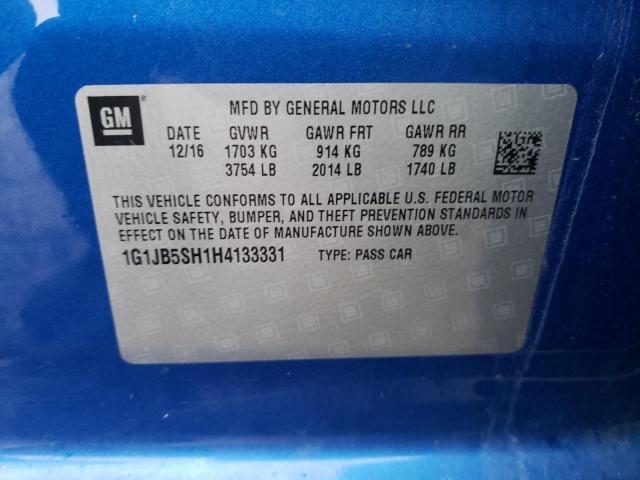 GM ®
MFD BY GENERAL MOTORS LLC
DATE GVWR GAWR FRT GAWR RR
12/16 1703 KG 914 KG 789 KG
3754 LB 2014 LB 1740 LB
THIS VEHICLE CONFORMS TO ALL APPLICABLE U.S. FEDERAL MOTOR
VEHICLE SAFETY, BUMPER, AND THEFT PREVENTION STANDARDS IN
EFFECT ON THE DATE OF MANUFACTURE SHOWN ABOVE.
1G1JB5SH1H4133331 TYPE: PASS CAR